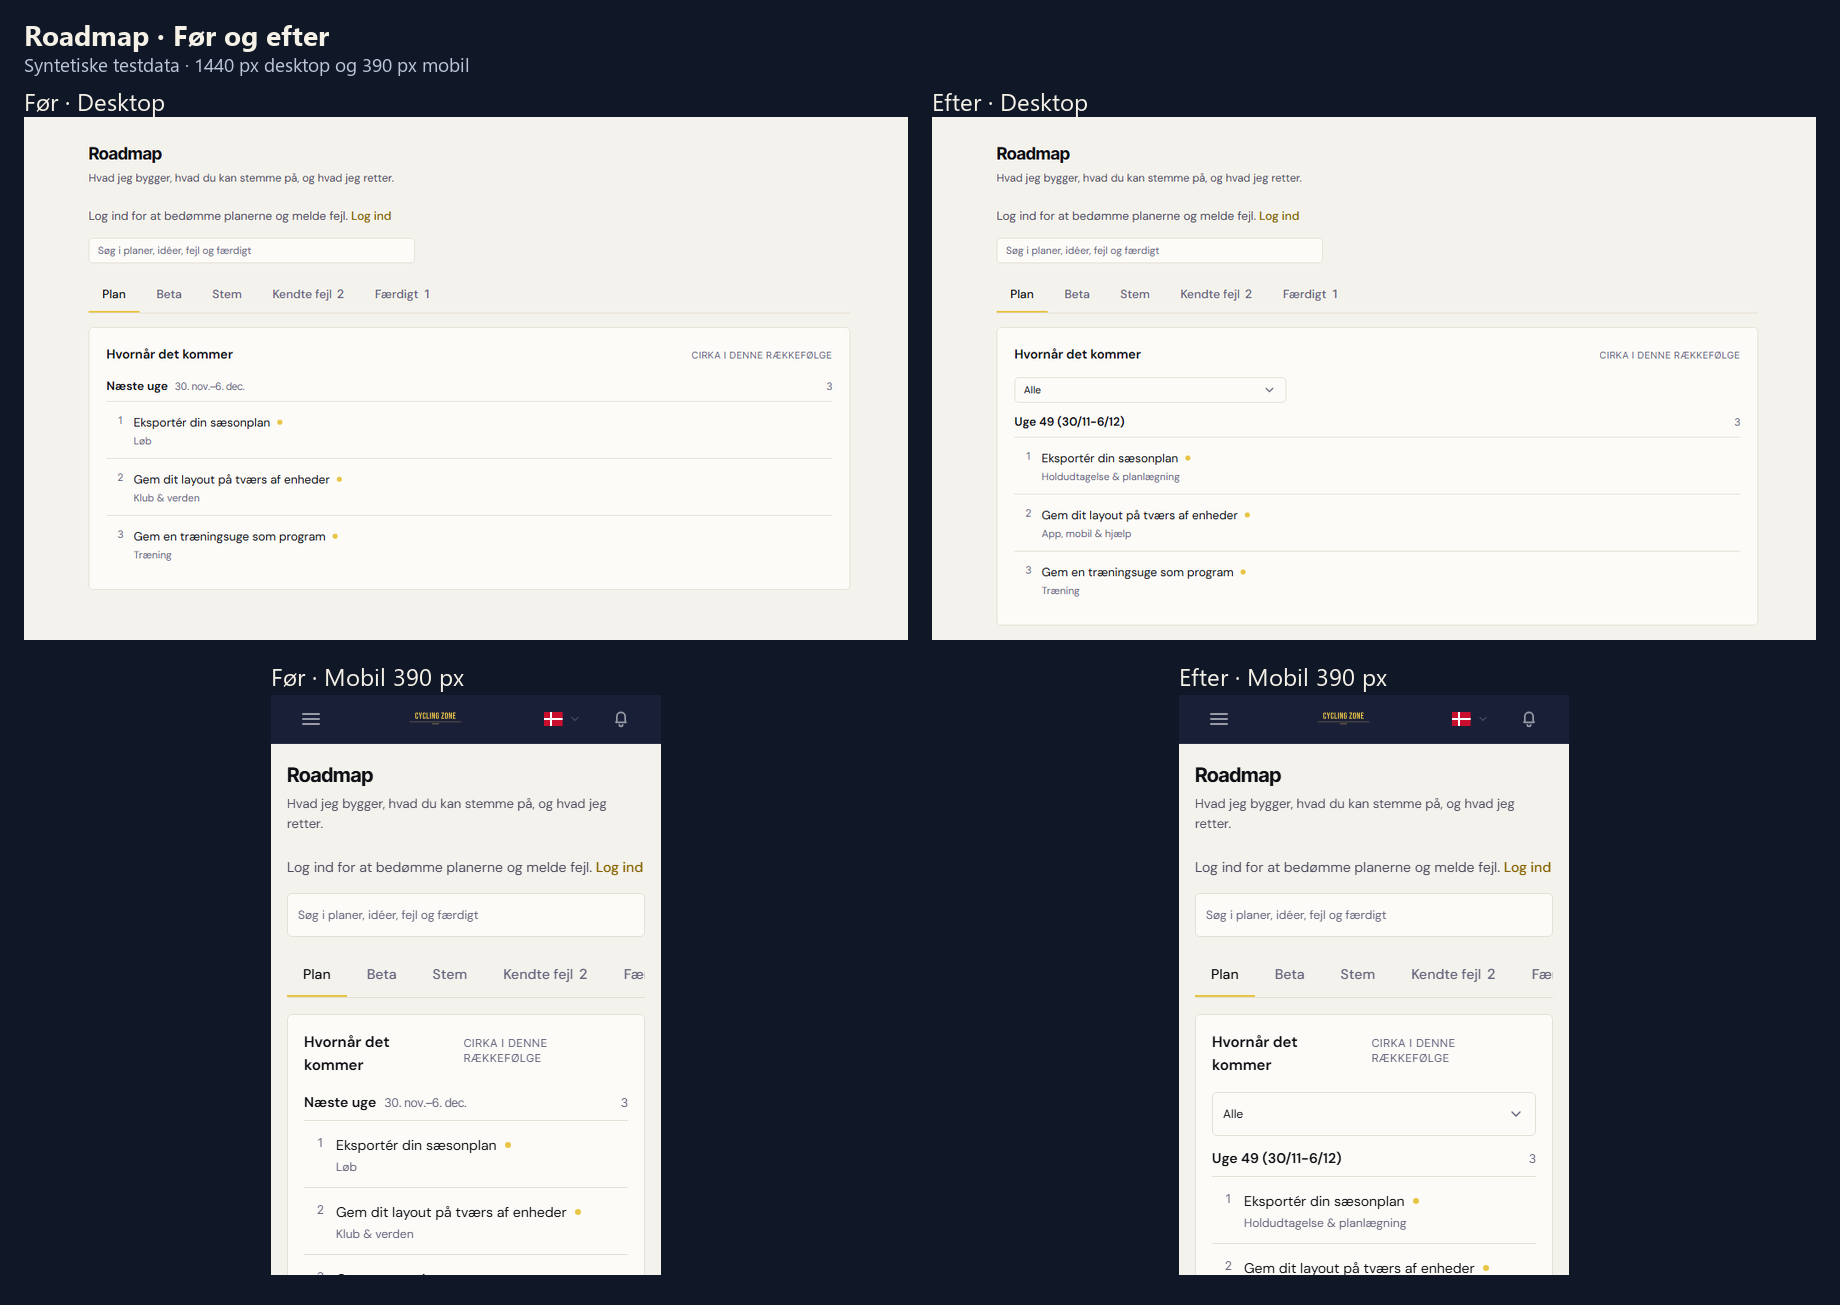 Roadmap · Før og efter
Syntetiske testdata · 1440 px desktop og 390 px mobil
Før · Desktop
Roadmap
Hvad jeg bygger, hvad du kan stemme på, og hvad jeg retter.
Log ind for at bedømme planerne og melde fejl. Log ind
Søg i planer, idéer, fejl og færdigt
Plan Beta Stem Kendte fejl 2 Færdigt 1
Hvornår det kommer CIRKA I DENNE RÆKKEFØLGE
Næste uge 30. nov.–6. dec. 3
1 Eksportér din sæsonplan
Løb
2 Gem dit layout på tværs af enheder
Klub & verden
3 Gem en træningsuge som program
Træning
Efter · Desktop
Roadmap
Hvad jeg bygger, hvad du kan stemme på, og hvad jeg retter.
Log ind for at bedømme planerne og melde fejl. Log ind
Søg i planer, idéer, fejl og færdigt
Plan Beta Stem Kendte fejl 2 Færdigt 1
Hvornår det kommer CIRKA I DENNE RÆKKEFØLGE
Alle
Uge 49 (30/11-6/12) 3
1 Eksportér din sæsonplan
Holdudtagelse & planlægning
2 Gem dit layout på tværs af enheder
App, mobil & hjælp
3 Gem en træningsuge som program
Træning
Før · Mobil 390 px
CYCLING ZONE
Roadmap
Hvad jeg bygger, hvad du kan stemme på, og hvad jeg
retter.
Log ind for at bedømme planerne og melde fejl. Log ind
Søg i planer, idéer, fejl og færdigt
Plan Beta Stem Kendte fejl 2 Fæ
Hvornår det
kommer
CIRKA I DENNE
RÆKKEFØLGE
Næste uge 30. nov.–6. dec. 3
1 Eksportér din sæsonplan
Løb
2 Gem dit layout på tværs af enheder
Klub & verden
Efter · Mobil 390 px
CYCLING ZONE
Roadmap
Hvad jeg bygger, hvad du kan stemme på, og hvad jeg
retter.
Log ind for at bedømme planerne og melde fejl. Log ind
Søg i planer, idéer, fejl og færdigt
Plan Beta Stem Kendte fejl 2 Fæ
Hvornår det
kommer
CIRKA I DENNE
RÆKKEFØLGE
Alle
Uge 49 (30/11-6/12) 3
1 Eksportér din sæsonplan
Holdudtagelse & planlægning
2 Gem dit layout på tværs af enheder